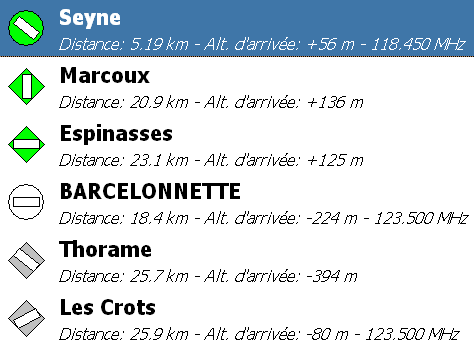 Seyne
Distance: 5.19 km - Alt. d'arrivée: +56 m - 118.450 MHz
Marcoux
Distance: 20.9 km - Alt. d'arrivée: +136 m
Espinasses
Distance: 23.1 km - Alt. d'arrivée: +125 m
BARCELONNETTE
Distance: 18.4 km - Alt. d'arrivée: -224 m - 123.500 MHz
Thorame
Distance: 25.7 km - Alt. d'arrivée: -394 m
Les Crots
Distance: 25.9 km - Alt. d'arrivée: -80 m - 123.500 MHz